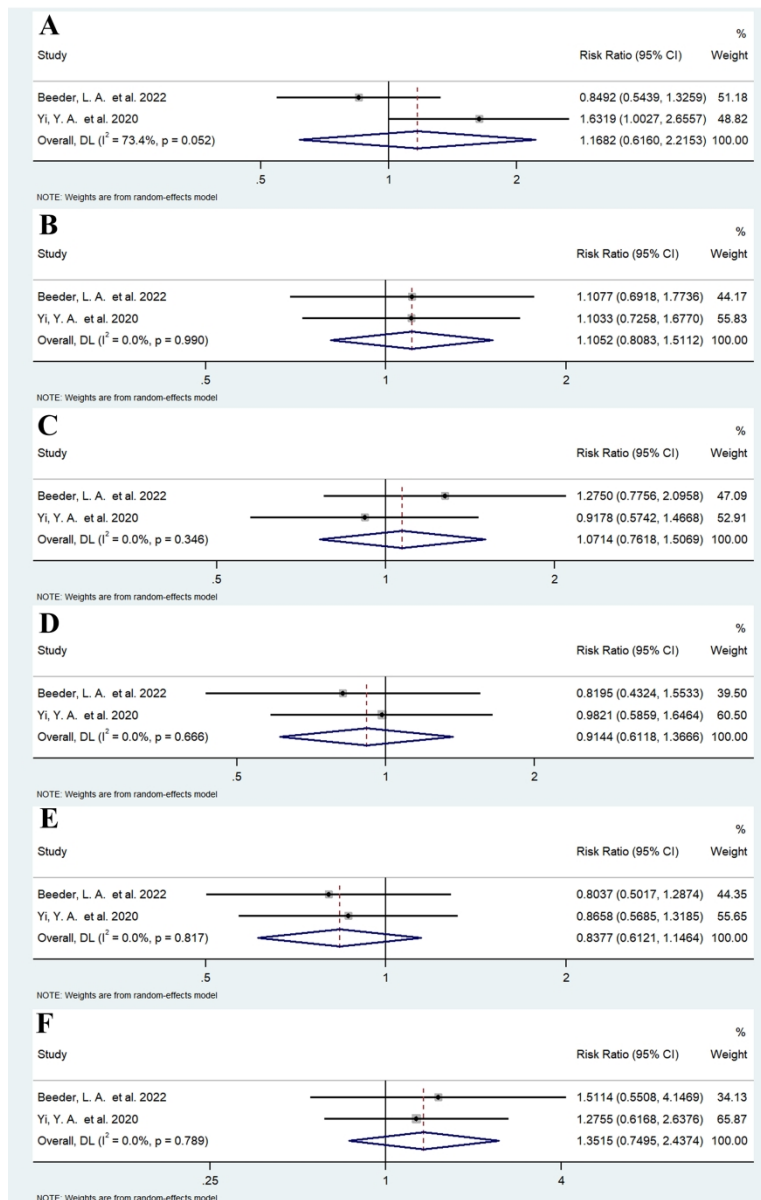 A
%
Study Risk Ratio (95% CI) Weight
Beeder, L. A. et al. 2022 0.8492 (0.5439, 1.3259) 51.18
Yi, Y. A. et al. 2020 1.6319 (1.0027, 2.6557) 48.82
Overall, DL (I² = 73.4%, p = 0.052) 1.1682 (0.6160, 2.2153) 100.00
.5 1 2
NOTE: Weights are from random-effects model
B
%
Study Risk Ratio (95% CI) Weight
Beeder, L. A. et al. 2022 1.1077 (0.6918, 1.7736) 44.17
Yi, Y. A. et al. 2020 1.1033 (0.7258, 1.6770) 55.83
Overall, DL (I² = 0.0%, p = 0.990) 1.1052 (0.8083, 1.5112) 100.00
.5 1 2
NOTE: Weights are from random-effects model
C
%
Study Risk Ratio (95% CI) Weight
Beeder, L. A. et al. 2022 1.2750 (0.7756, 2.0958) 47.09
Yi, Y. A. et al. 2020 0.9178 (0.5742, 1.4668) 52.91
Overall, DL (I² = 0.0%, p = 0.346) 1.0714 (0.7618, 1.5069) 100.00
.5 1 2
NOTE: Weights are from random-effects model
D
%
Study Risk Ratio (95% CI) Weight
Beeder, L. A. et al. 2022 0.8195 (0.4324, 1.5533) 39.50
Yi, Y. A. et al. 2020 0.9821 (0.5859, 1.6464) 60.50
Overall, DL (I² = 0.0%, p = 0.666) 0.9144 (0.6118, 1.3666) 100.00
.5 1 2
NOTE: Weights are from random-effects model
E
%
Study Risk Ratio (95% CI) Weight
Beeder, L. A. et al. 2022 0.8037 (0.5017, 1.2874) 44.35
Yi, Y. A. et al. 2020 0.8658 (0.5685, 1.3185) 55.65
Overall, DL (I² = 0.0%, p = 0.817) 0.8377 (0.6121, 1.1464) 100.00
.5 1 2
NOTE: Weights are from random-effects model
F
%
Study Risk Ratio (95% CI) Weight
Beeder, L. A. et al. 2022 1.5114 (0.5508, 4.1469) 34.13
Yi, Y. A. et al. 2020 1.2755 (0.6168, 2.6376) 65.87
Overall, DL (I² = 0.0%, p = 0.789) 1.3515 (0.7495, 2.4374) 100.00
.25 1 4
NOTE: Weights are from random-effects model